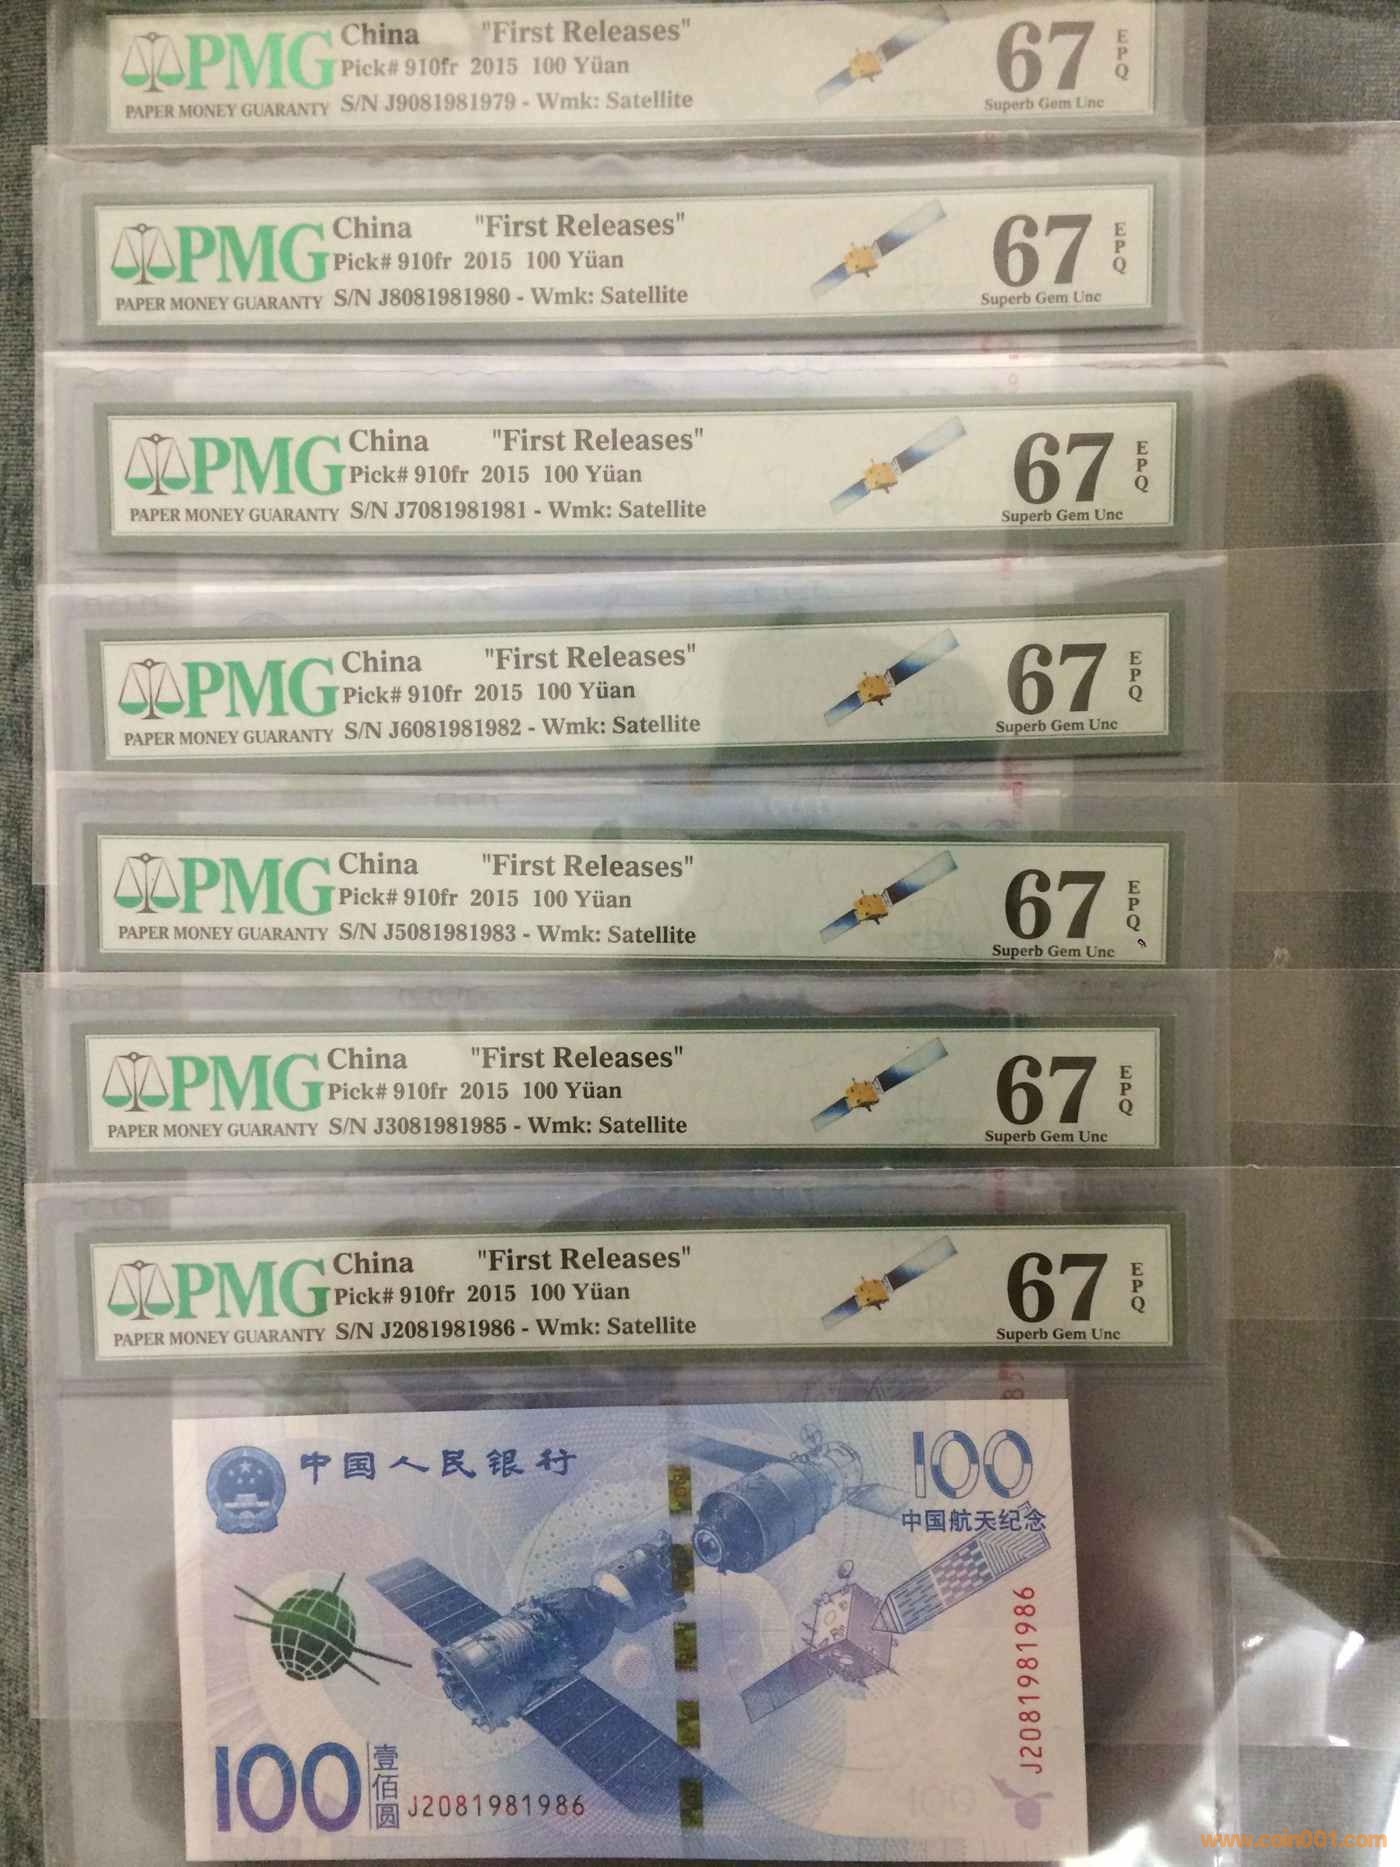 PMG
PAPER MONEY GUARANTY
China "First Releases"
Pick# 910fr 2015 100 Yüan
S/N J9081981979 - Wmk: Satellite
67
EPQ
Superb Gem Unc
PMG
PAPER MONEY GUARANTY
China "First Releases"
Pick# 910fr 2015 100 Yüan
S/N J8081981980 - Wmk: Satellite
67
EPQ
Superb Gem Unc
PMG
PAPER MONEY GUARANTY
China "First Releases"
Pick# 910fr 2015 100 Yüan
S/N J7081981981 - Wmk: Satellite
67
EPQ
Superb Gem Unc
PMG
PAPER MONEY GUARANTY
China "First Releases"
Pick# 910fr 2015 100 Yüan
S/N J6081981982 - Wmk: Satellite
67
EPQ
Superb Gem Unc
PMG
PAPER MONEY GUARANTY
China "First Releases"
Pick# 910fr 2015 100 Yüan
S/N J5081981983 - Wmk: Satellite
67
EPQ
Superb Gem Unc
PMG
PAPER MONEY GUARANTY
China "First Releases"
Pick# 910fr 2015 100 Yüan
S/N J3081981985 - Wmk: Satellite
67
EPQ
Superb Gem Unc
PMG
PAPER MONEY GUARANTY
China "First Releases"
Pick# 910fr 2015 100 Yüan
S/N J2081981986 - Wmk: Satellite
67
EPQ
Superb Gem Unc
中国人民银行
100
中国航天纪念
J2081981986
100
壹佰圆
J2081981986
www.coin001.com